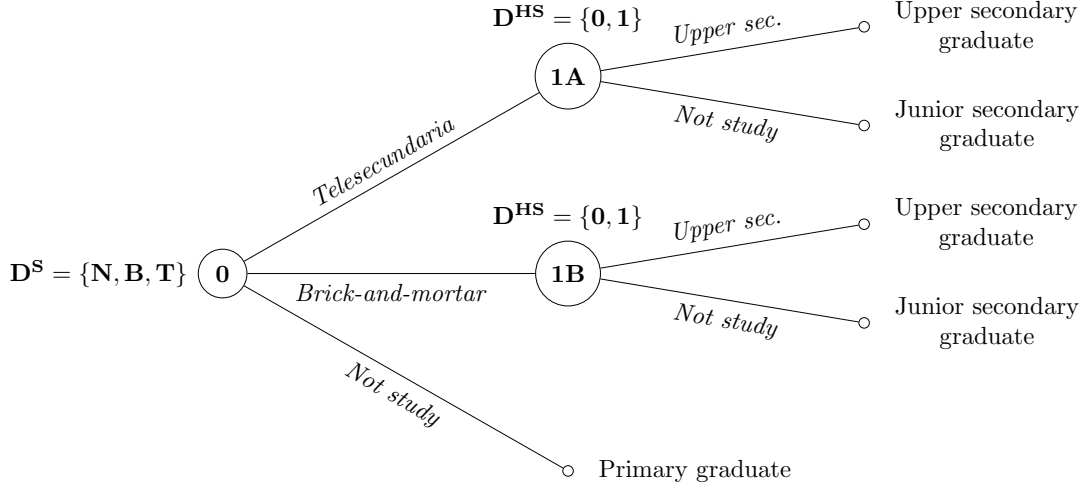 D^HS = {0, 1}
1A
Upper sec.
Upper secondary
graduate
Not study
Junior secondary
graduate
Telesecundaria
D^S = {N, B, T}
0
Brick-and-mortar
D^HS = {0, 1}
1B
Upper sec.
Upper secondary
graduate
Not study
Junior secondary
graduate
Not study
Primary graduate